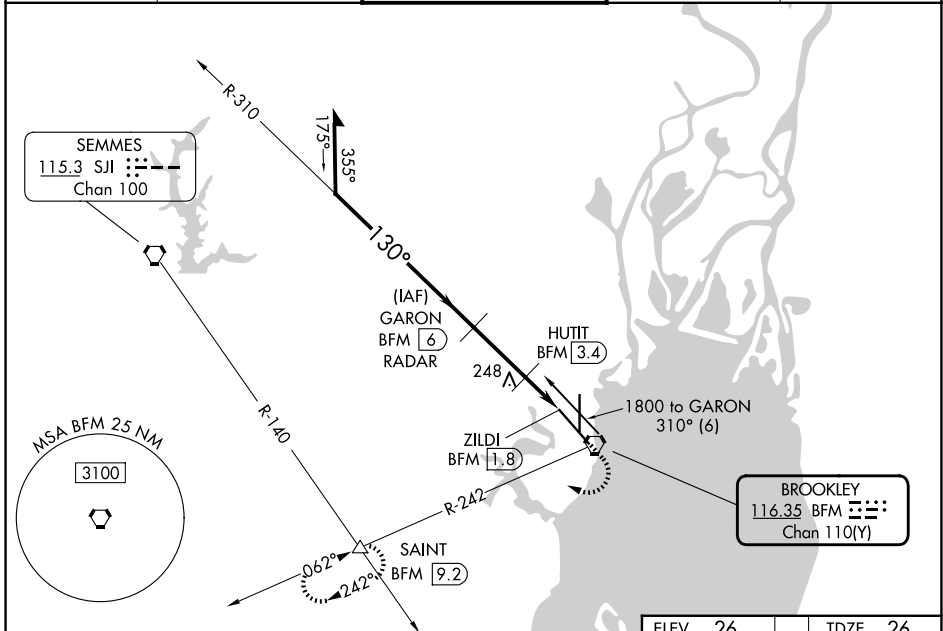 R-310
175°
355°
SEMMES
115.3 SJI
Chan 100
130°
(IAF)
GARON
BFM 6
RADAR
HUTIT
BFM 3.4
248
1800 to GARON
310° (6)
R-140
MSA BFM 25 NM
3100
ZILDI
BFM 1.8
R-242
BROOKLEY
116.35 BFM
Chan 110(Y)
SAINT
BFM 9.2
062°
242°
ELEV 26
TDZE 26